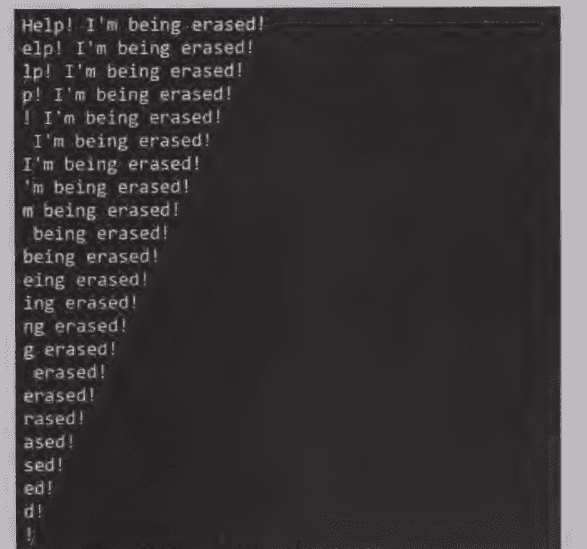 Help! I'm being erased!
elp! I'm being erased!
lp! I'm being erased!
p! I'm being erased!
! I'm being erased!
 I'm being erased!
I'm being erased!
'm being erased!
m being erased!
 being erased!
being erased!
eing erased!
ing erased!
ng erased!
g erased!
 erased!
erased!
rased!
ased!
sed!
ed!
d!
!